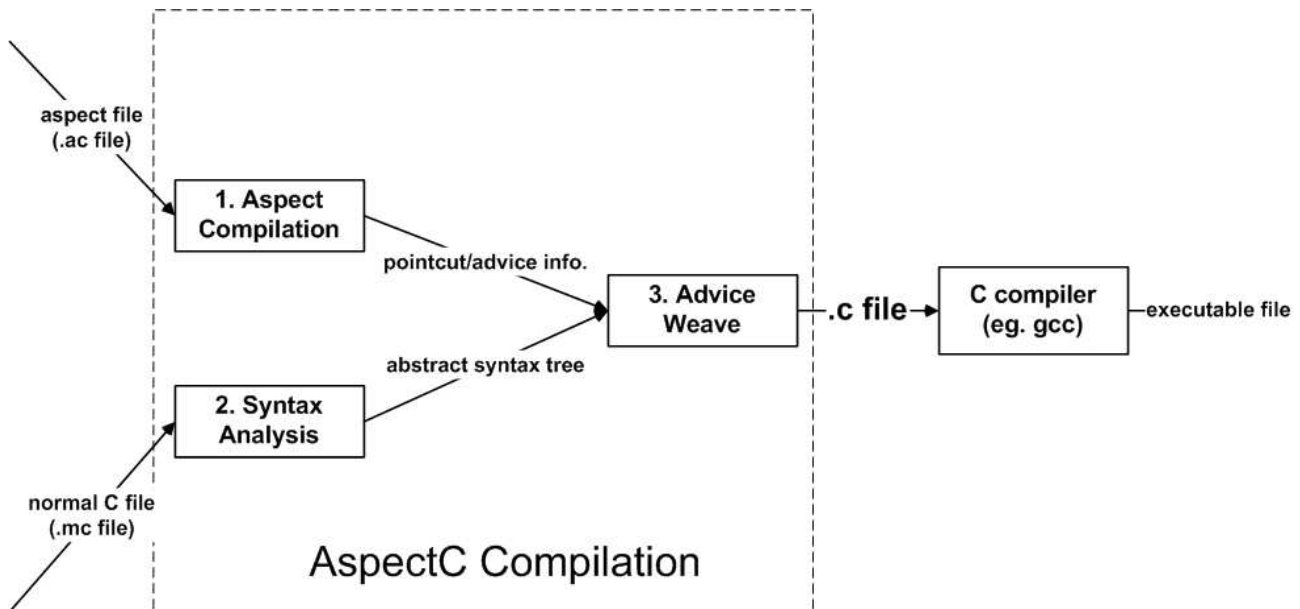 aspect file
(.ac file)
1. Aspect
Compilation
pointcut/advice info.
3. Advice
Weave
.c file
C compiler
(eg. gcc)
executable file
abstract syntax tree
2. Syntax
Analysis
normal C file
(.mc file)
AspectC Compilation